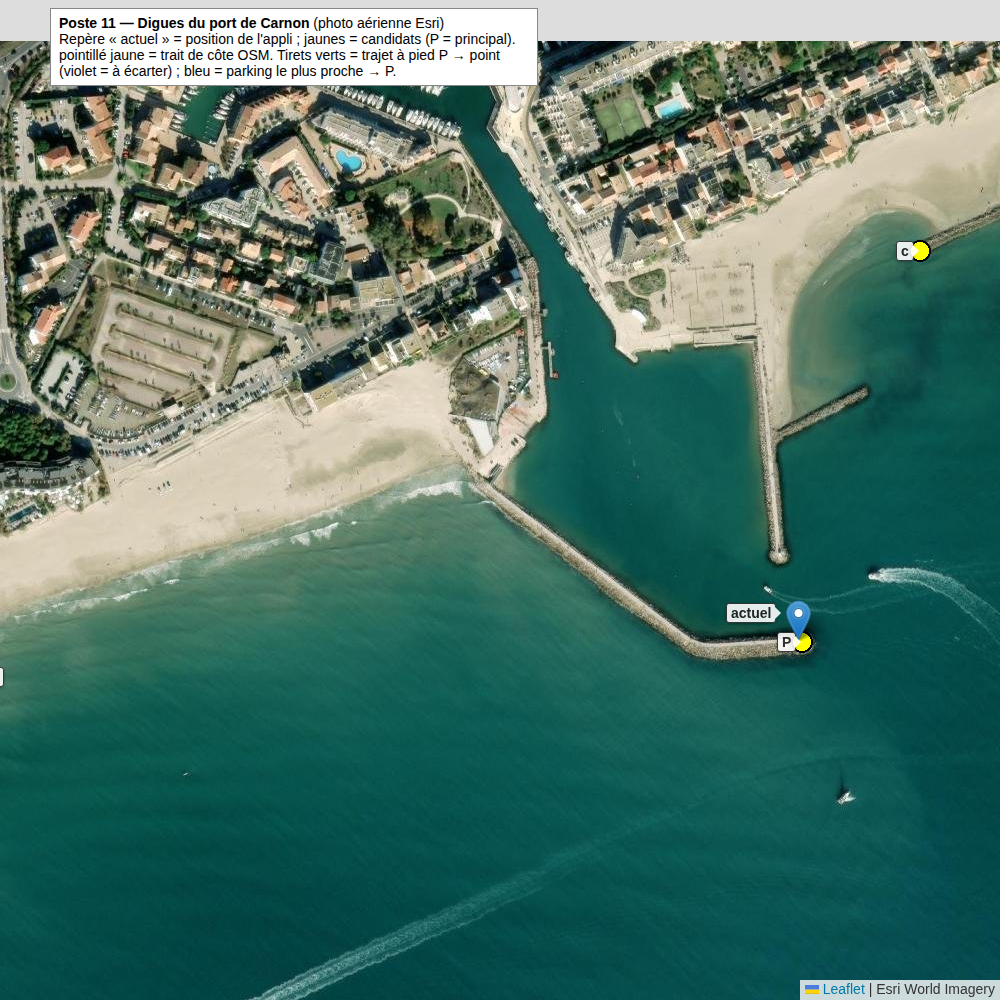 Poste 11 — Digues du port de Carnon (photo aérienne Esri)
Repère « actuel » = position de l'appli ; jaunes = candidats (P = principal).
pointillé jaune = trait de côte OSM. Tirets verts = trajet à pied P → point
(violet = à écarter) ; bleu = parking le plus proche → P.
c
actuel
P
Leaflet | Esri World Imagery